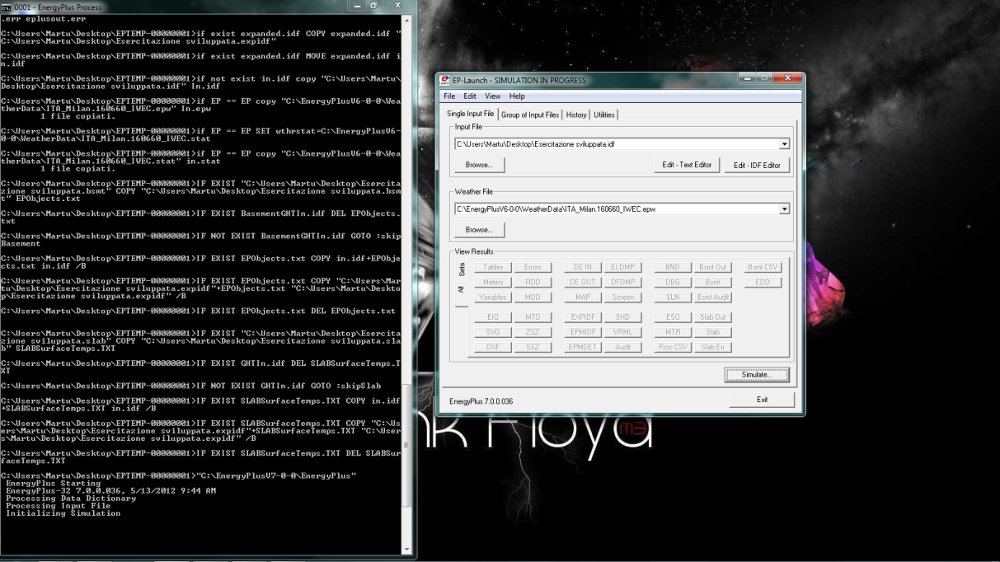 0001 - EnergyPlus Process
.err eplusout.err
C:\Users\Martu\Desktop\EPTEMP-00000001>if exist expanded.idf COPY expanded.idf "
C:\Users\Martu\Desktop\Esercitazione sviluppata.expidf"
C:\Users\Martu\Desktop\EPTEMP-00000001>if exist expanded.idf MOVE expanded.idf i
n.idf
C:\Users\Martu\Desktop\EPTEMP-00000001>if not exist in.idf copy "C:\Users\Martu\
Desktop\Esercitazione sviluppata.idf" In.idf
C:\Users\Martu\Desktop\EPTEMP-00000001>if EP == EP copy "C:\EnergyPlusV6-0-0\Wea
therData\ITA_Milan.160660_IWEC.epw" In.epw
1 file copiati.
C:\Users\Martu\Desktop\EPTEMP-00000001>if EP == EP SET wthrstat=C:\EnergyPlusV6-
0-0\WeatherData\ITA_Milan.160660_IWEC.stat
C:\Users\Martu\Desktop\EPTEMP-00000001>if EP == EP copy "C:\EnergyPlusV6-0-0\Wea
therData\ITA_Milan.160660_IWEC.stat" in.stat
1 file copiati.
C:\Users\Martu\Desktop\EPTEMP-00000001>IF EXIST "C:\Users\Martu\Desktop\Esercita
zione sviluppata.bsmt" COPY "C:\Users\Martu\Desktop\Esercitazione sviluppata.bsm
t" EPObjects.txt
C:\Users\Martu\Desktop\EPTEMP-00000001>IF EXIST BasementGHTIn.idf DEL EPObjects.
txt
C:\Users\Martu\Desktop\EPTEMP-00000001>IF NOT EXIST BasementGHTIn.idf GOTO :skip
Basement
C:\Users\Martu\Desktop\EPTEMP-00000001>IF EXIST EPObjects.txt COPY in.idf+EPObje
cts.txt in.idf /B
C:\Users\Martu\Desktop\EPTEMP-00000001>IF EXIST EPObjects.txt COPY "C:\Users\Mar
tu\Desktop\Esercitazione sviluppata.expidf"+EPObjects.txt "C:\Users\Martu\Deskto
p\Esercitazione sviluppata.expidf" /B
C:\Users\Martu\Desktop\EPTEMP-00000001>IF EXIST EPObjects.txt DEL EPObjects.txt
C:\Users\Martu\Desktop\EPTEMP-00000001>IF EXIST "C:\Users\Martu\Desktop\Esercita
zione sviluppata.slab" COPY "C:\Users\Martu\Desktop\Esercitazione sviluppata.sla
b" SLABSurfaceTemps.TXT
C:\Users\Martu\Desktop\EPTEMP-00000001>IF EXIST GHTIn.idf DEL SLABSurfaceTemps.T
XT
C:\Users\Martu\Desktop\EPTEMP-00000001>IF NOT EXIST GHTIn.idf GOTO :skipSlab
C:\Users\Martu\Desktop\EPTEMP-00000001>IF EXIST SLABSurfaceTemps.TXT COPY in.idf
+SLABSurfaceTemps.TXT in.idf /B
C:\Users\Martu\Desktop\EPTEMP-00000001>IF EXIST SLABSurfaceTemps.TXT COPY "C:\Us
ers\Martu\Desktop\Esercitazione sviluppata.expidf"+SLABSurfaceTemps.TXT "C:\User
s\Martu\Desktop\Esercitazione sviluppata.expidf" /B
C:\Users\Martu\Desktop\EPTEMP-00000001>IF EXIST SLABSurfaceTemps.TXT DEL SLABSur
faceTemps.TXT
C:\Users\Martu\Desktop\EPTEMP-00000001>"C:\EnergyPlusV7-0-0\EnergyPlus"
EnergyPlus Starting
EnergyPlus-32 7.0.0.036, 5/13/2012 9:44 AM
Processing Data Dictionary
Processing Input File
Initializing Simulation
EP-Launch - SIMULATION IN PROGRESS
File Edit View Help
Single Input File Group of Input Files History Utilities
Input File
C:\Users\Martu\Desktop\Esercitazione sviluppata.idf
Browse... Edit - Text Editor Edit - IDF Editor
Weather File
C:\EnergyPlusV6-0-0\WeatherData\ITA_Milan.160660_IWEC.epw
Browse...
View Results
Sets
All
Tables Errors DE IN ELDMP BND Bsmt Out Bsmt CSV
Meters RDD DE OUT DFDMP DBG Bsmt EDD
Variables MDD MAP Screen SLN Bsmt Audit
EIO MTD EXPIDF SHD ESO Slab Out
SVG ZSZ EPMIDF VRML MTR Slab
DXF SSZ EPMDET Audit Proc CSV Slab Err
Simulate...
EnergyPlus 7.0.0.036 Exit
nk Floyd
m3